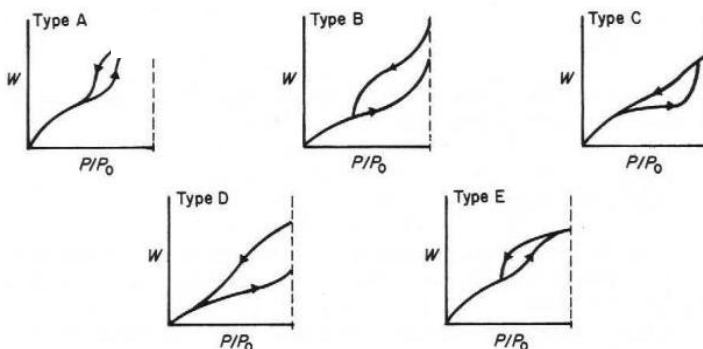 Type A
W
P/P₀
Type B
W
P/P₀
Type C
W
P/P₀
Type D
W
P/P₀
Type E
W
P/P₀